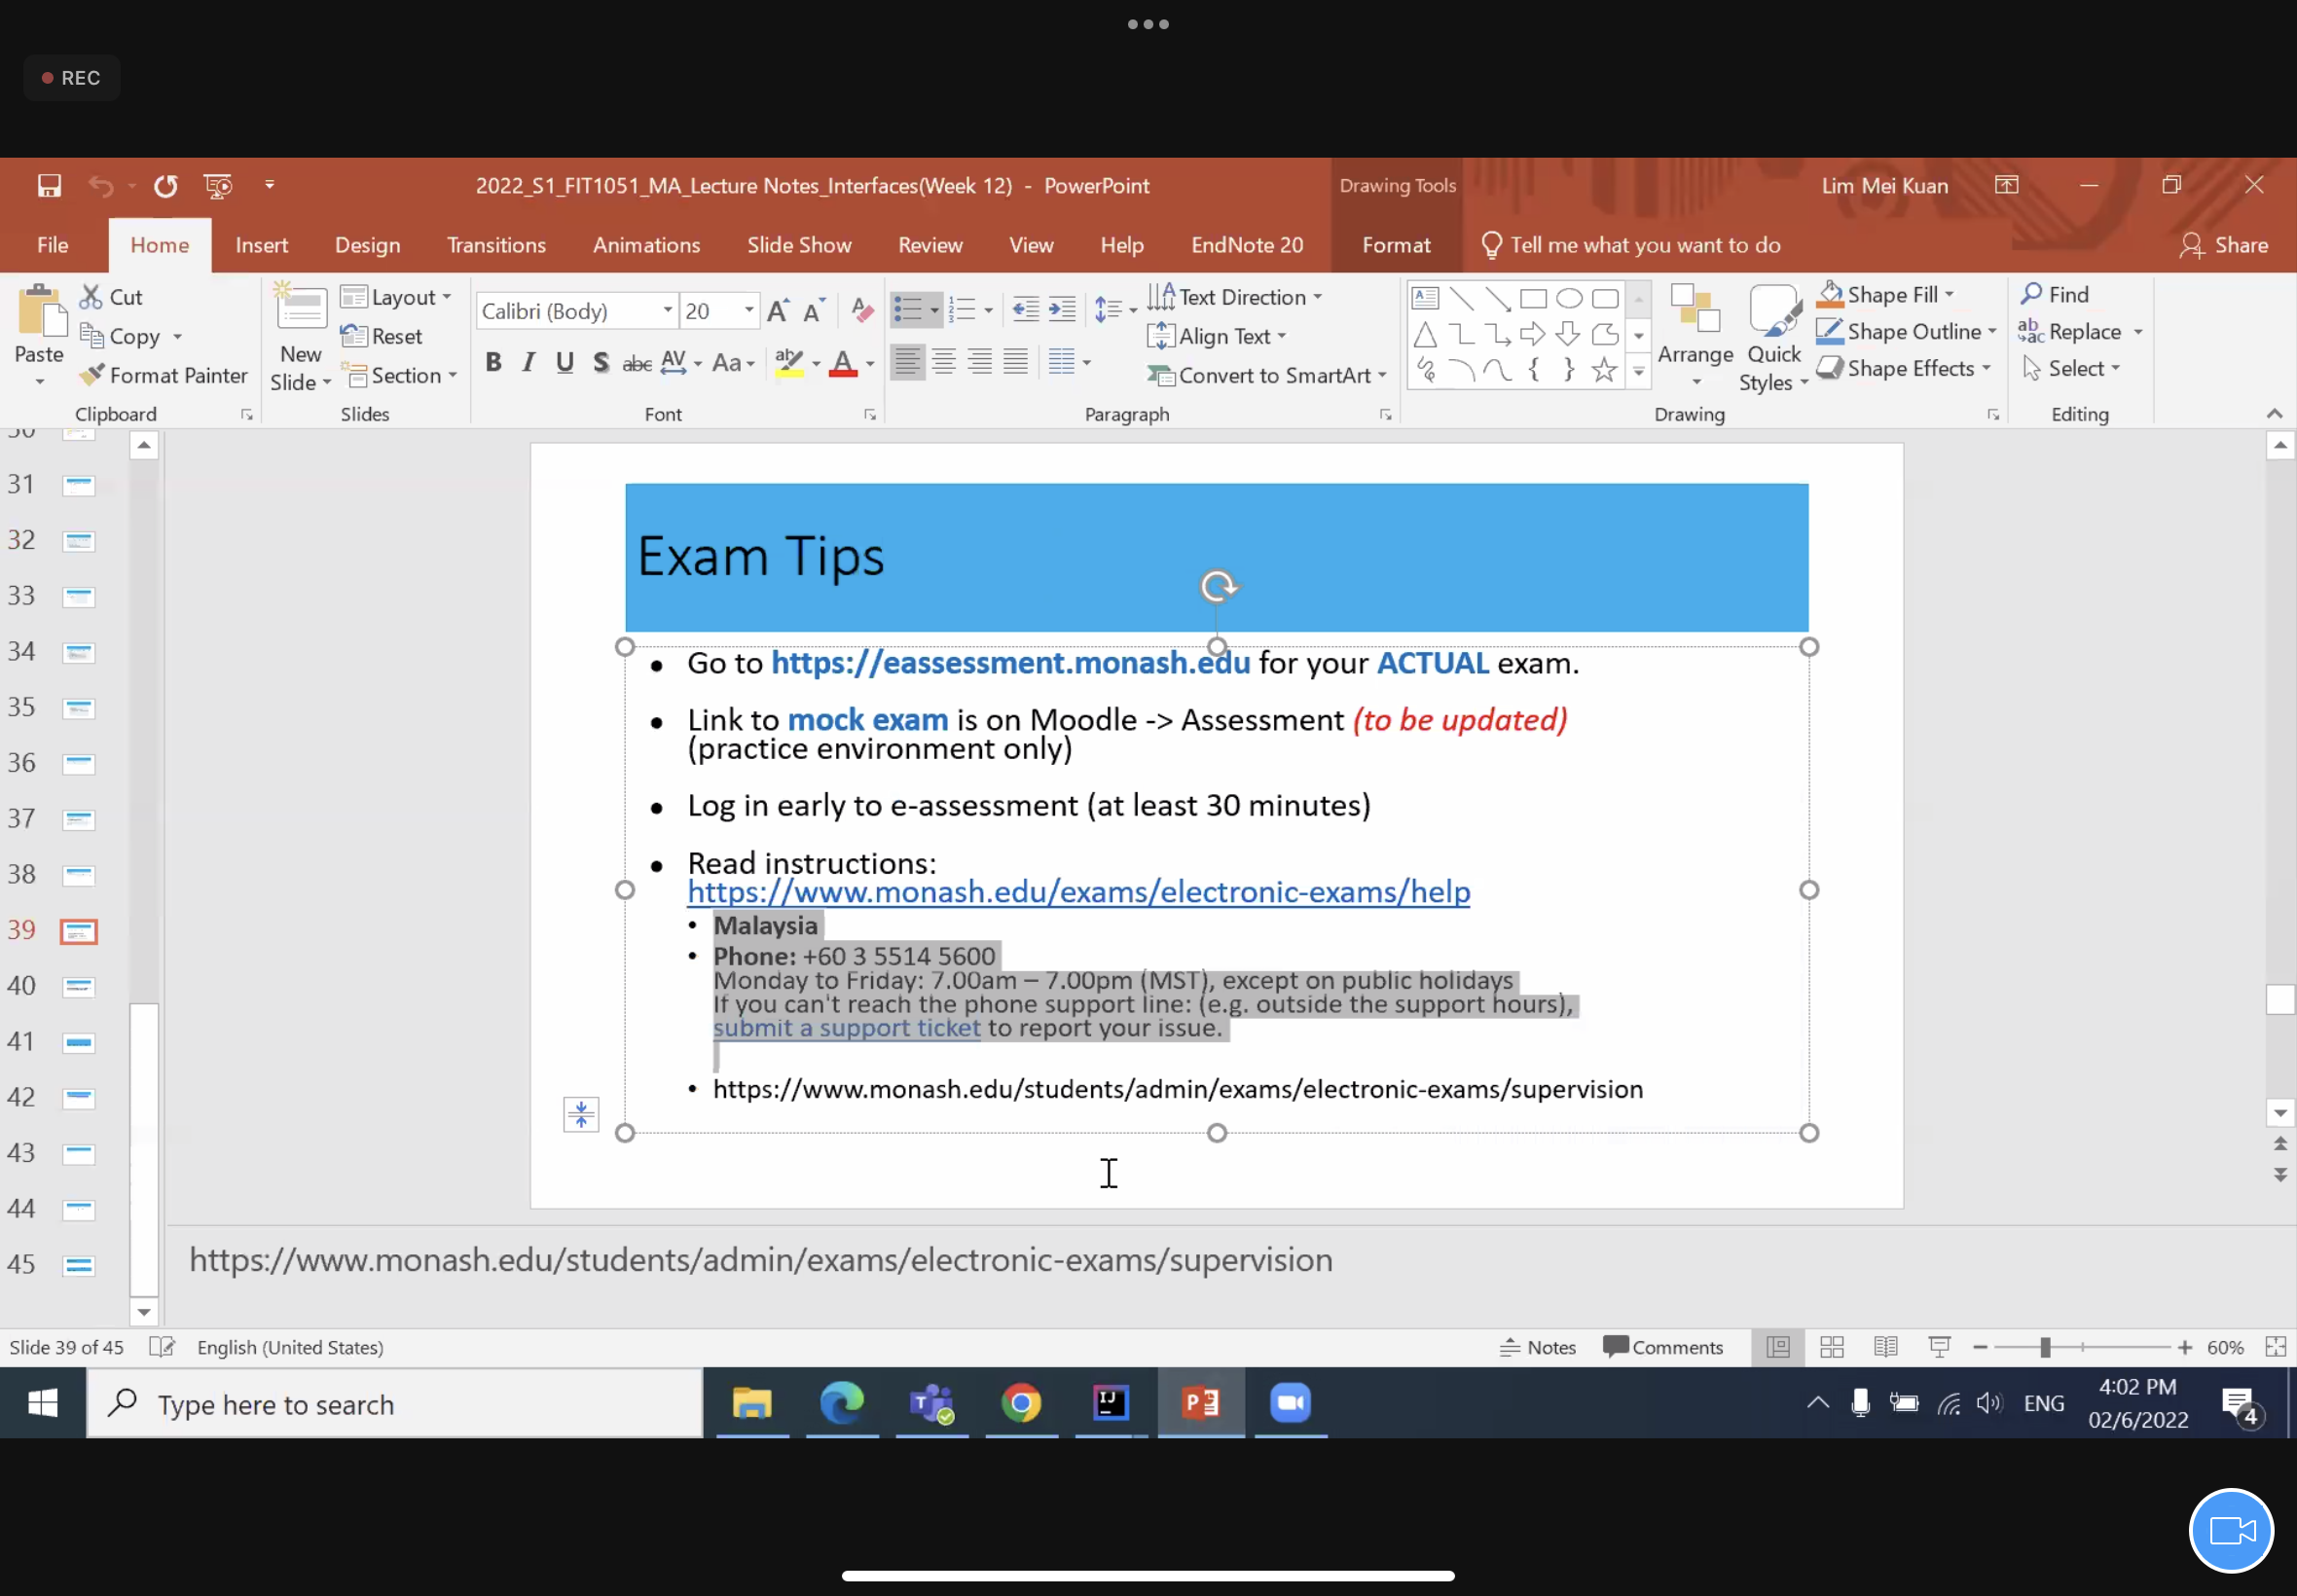 REC
2022_S1_FIT1051_MA_Lecture Notes_Interfaces(Week 12) - PowerPoint
Drawing Tools
Lim Mei Kuan
File Home Insert Design Transitions Animations Slide Show Review View Help EndNote 20 Format Tell me what you want to do Share
Paste
Cut
Copy
Format Painter
Clipboard
New
Slide
Layout
Reset
Section
Slides
Calibri (Body) 20
B I U S abc AV Aa A
Font
Text Direction
Align Text
Convert to SmartArt
Paragraph
Arrange
Quick
Styles
Shape Fill
Shape Outline
Shape Effects
Drawing
Find
Replace
Select
Editing
31
32
33
34
35
36
37
38
39
40
41
42
43
44
45
Exam Tips
• Go to https://eassessment.monash.edu for your ACTUAL exam.
• Link to mock exam is on Moodle -> Assessment (to be updated)
(practice environment only)
• Log in early to e-assessment (at least 30 minutes)
• Read instructions:
https://www.monash.edu/exams/electronic-exams/help
• Malaysia
• Phone: +60 3 5514 5600
Monday to Friday: 7.00am – 7.00pm (MST), except on public holidays
If you can't reach the phone support line: (e.g. outside the support hours),
submit a support ticket to report your issue.
• https://www.monash.edu/students/admin/exams/electronic-exams/supervision
https://www.monash.edu/students/admin/exams/electronic-exams/supervision
Slide 39 of 45 English (United States) Notes Comments 60%
Type here to search
ENG
4:02 PM
02/6/2022
4